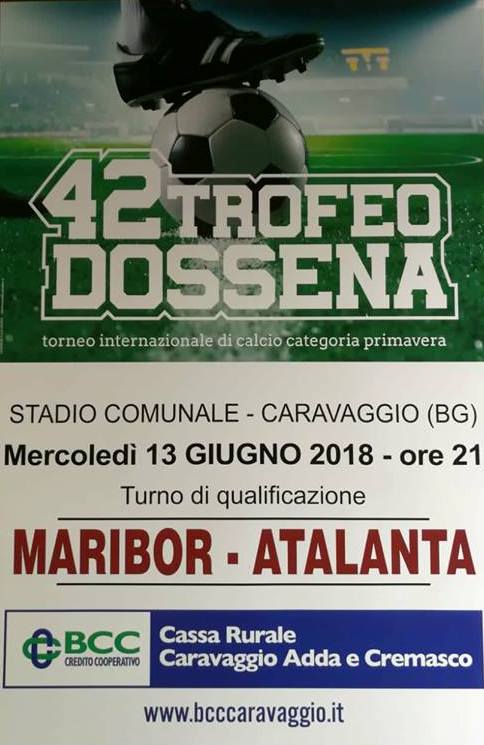 42 TROFEO
DOSSENA
torneo internazionale di calcio categoria primavera
STADIO COMUNALE - CARAVAGGIO (BG)
Mercoledì 13 GIUGNO 2018 - ore 21
Turno di qualificazione
MARIBOR - ATALANTA
BCC
CREDITO COOPERATIVO
Cassa Rurale
Caravaggio Adda e Cremasco
www.bcccaravaggio.it